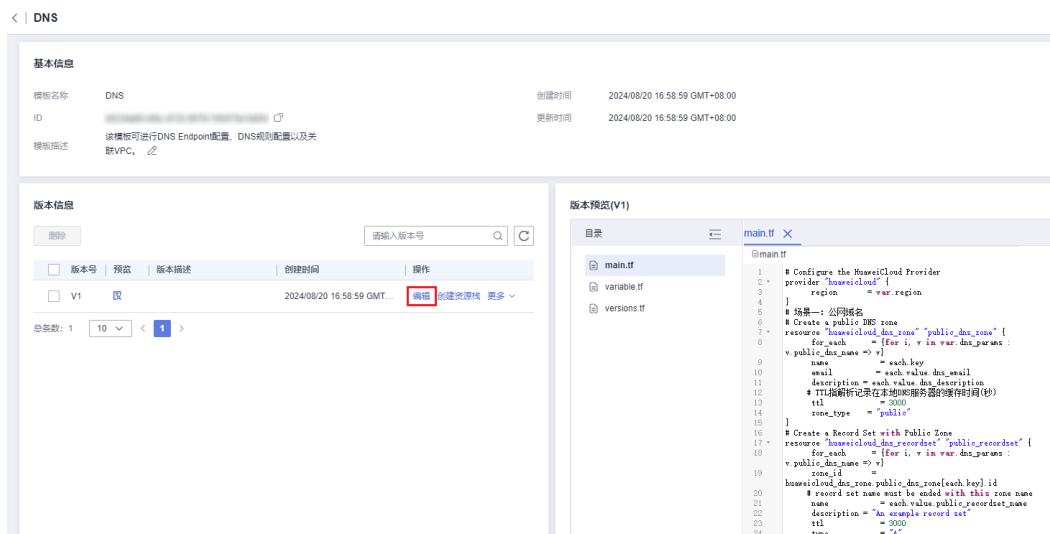 DNS
基本信息
模板名称 DNS 创建时间 2024/08/20 16:58:59 GMT+08:00
ID 更新时间 2024/08/20 16:58:59 GMT+08:00
模板描述 该模板可进行DNS Endpoint配置、DNS规则配置以及关
联VPC。
版本信息
删除 请输入版本号
版本号 预览 版本描述 创建时间 操作
V1 2024/08/20 16:58:59 GMT... 编辑 创建资源栈 更多
总条数: 1 10 < 1 >
版本预览(V1)
目录
main.tf
variable.tf
versions.tf
main.tf
main.tf
1 # Configure the HuaweiCloud Provider
2 provider "huaweicloud" {
3 region = var.region
4 }
5 # 场景一: 公网域名
6 # Create a public DNS zone
7 resource "huaweicloud_dns_zone" "public_dns_zone" {
8 for_each = {for i, v in var.dns_params :
v.public_dns_name => v}
9 name = each.key
10 email = each.value.dns_email
11 description = each.value.dns_description
12 # TTL指解析记录在本地DNS服务器的缓存时间(秒)
13 ttl = 3000
14 zone_type = "public"
15 }
16 # Create a Record Set with Public Zone
17 resource "huaweicloud_dns_recordset" "public_recordset" {
18 for_each = {for i, v in var.dns_params :
v.public_dns_name => v}
19 zone_id =
huaweicloud_dns_zone.public_dns_zone[each.key].id
20 # record set name must be ended with this zone name
21 name = each.value.public_recordset_name
22 description = "An example record set"
23 ttl = 3000
24 type = "A"